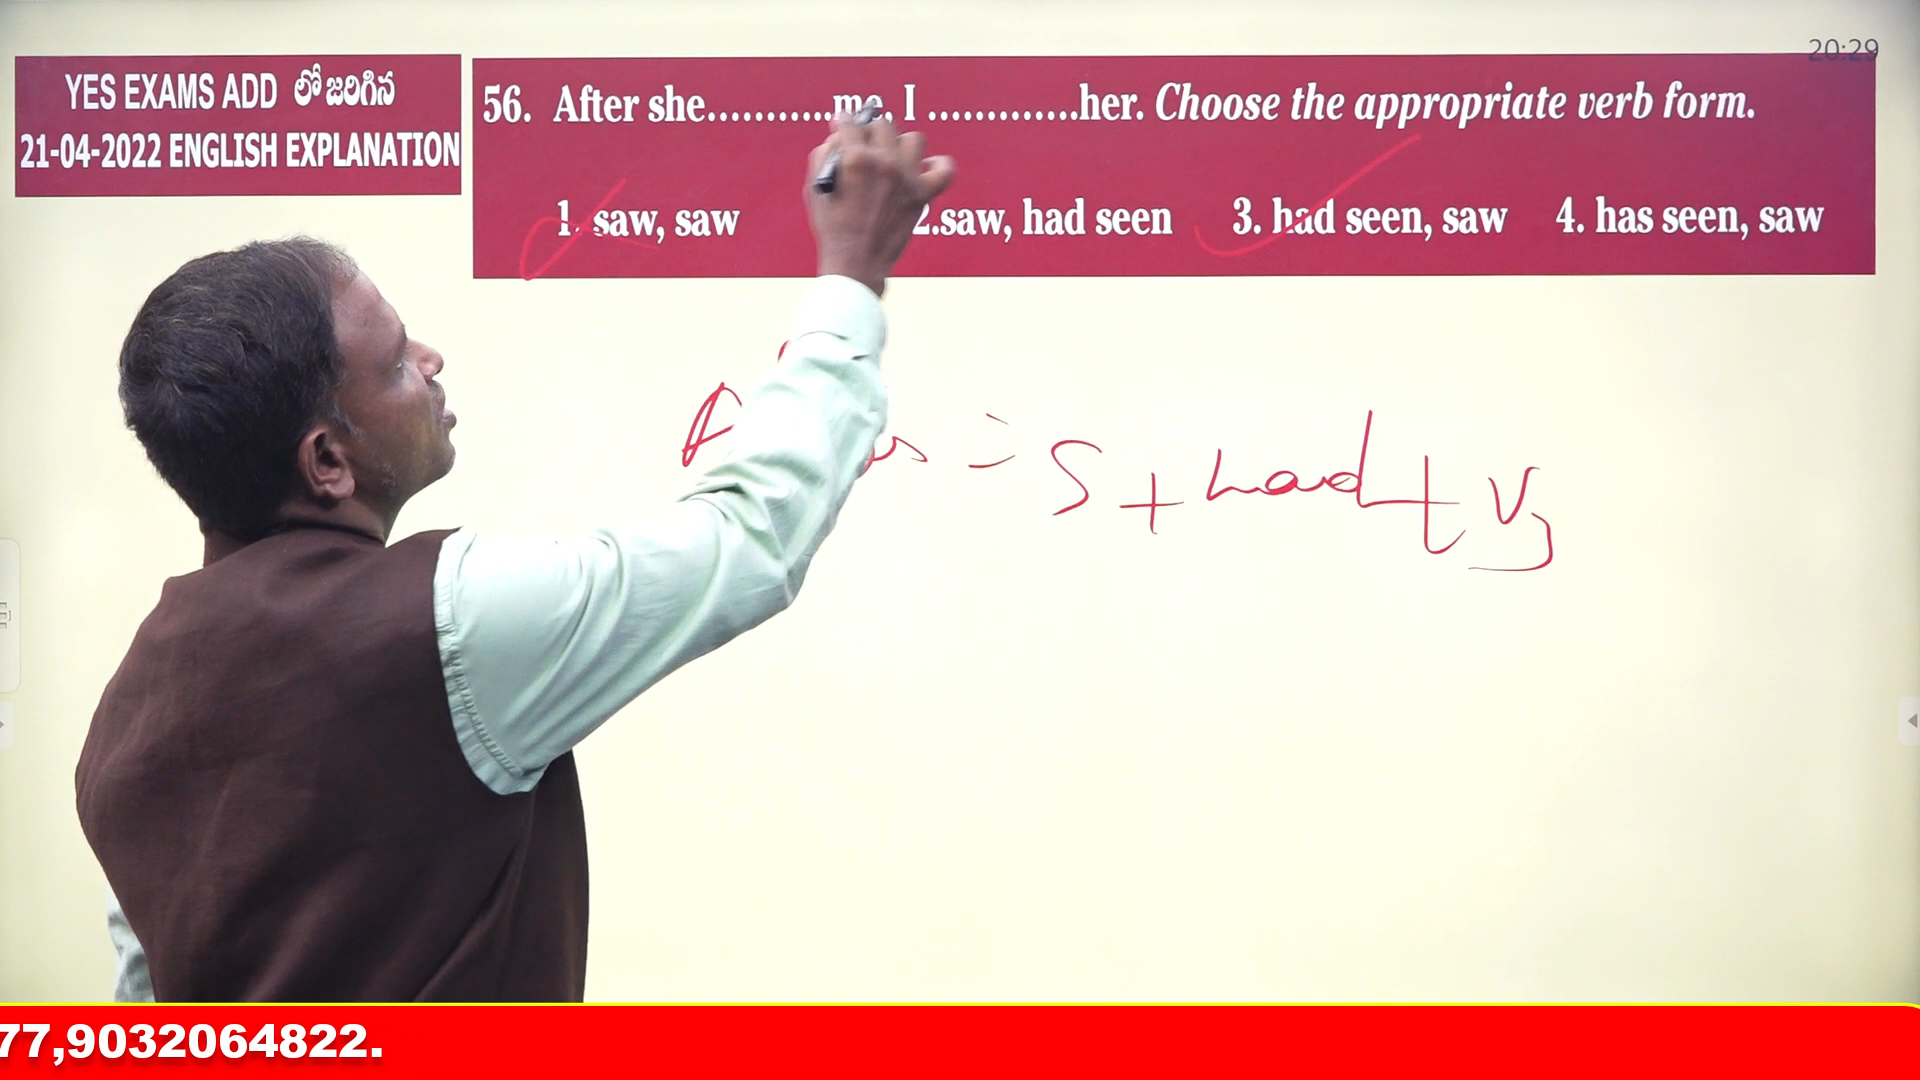 20:29
YES EXAMS ADD లో జరిగిన
21-04-2022 ENGLISH EXPLANATION
56. After she...........me, I .............her. Choose the appropriate verb form.
1. saw, saw 2.saw, had seen 3. had seen, saw 4. has seen, saw
= S + had + V3
77,9032064822.